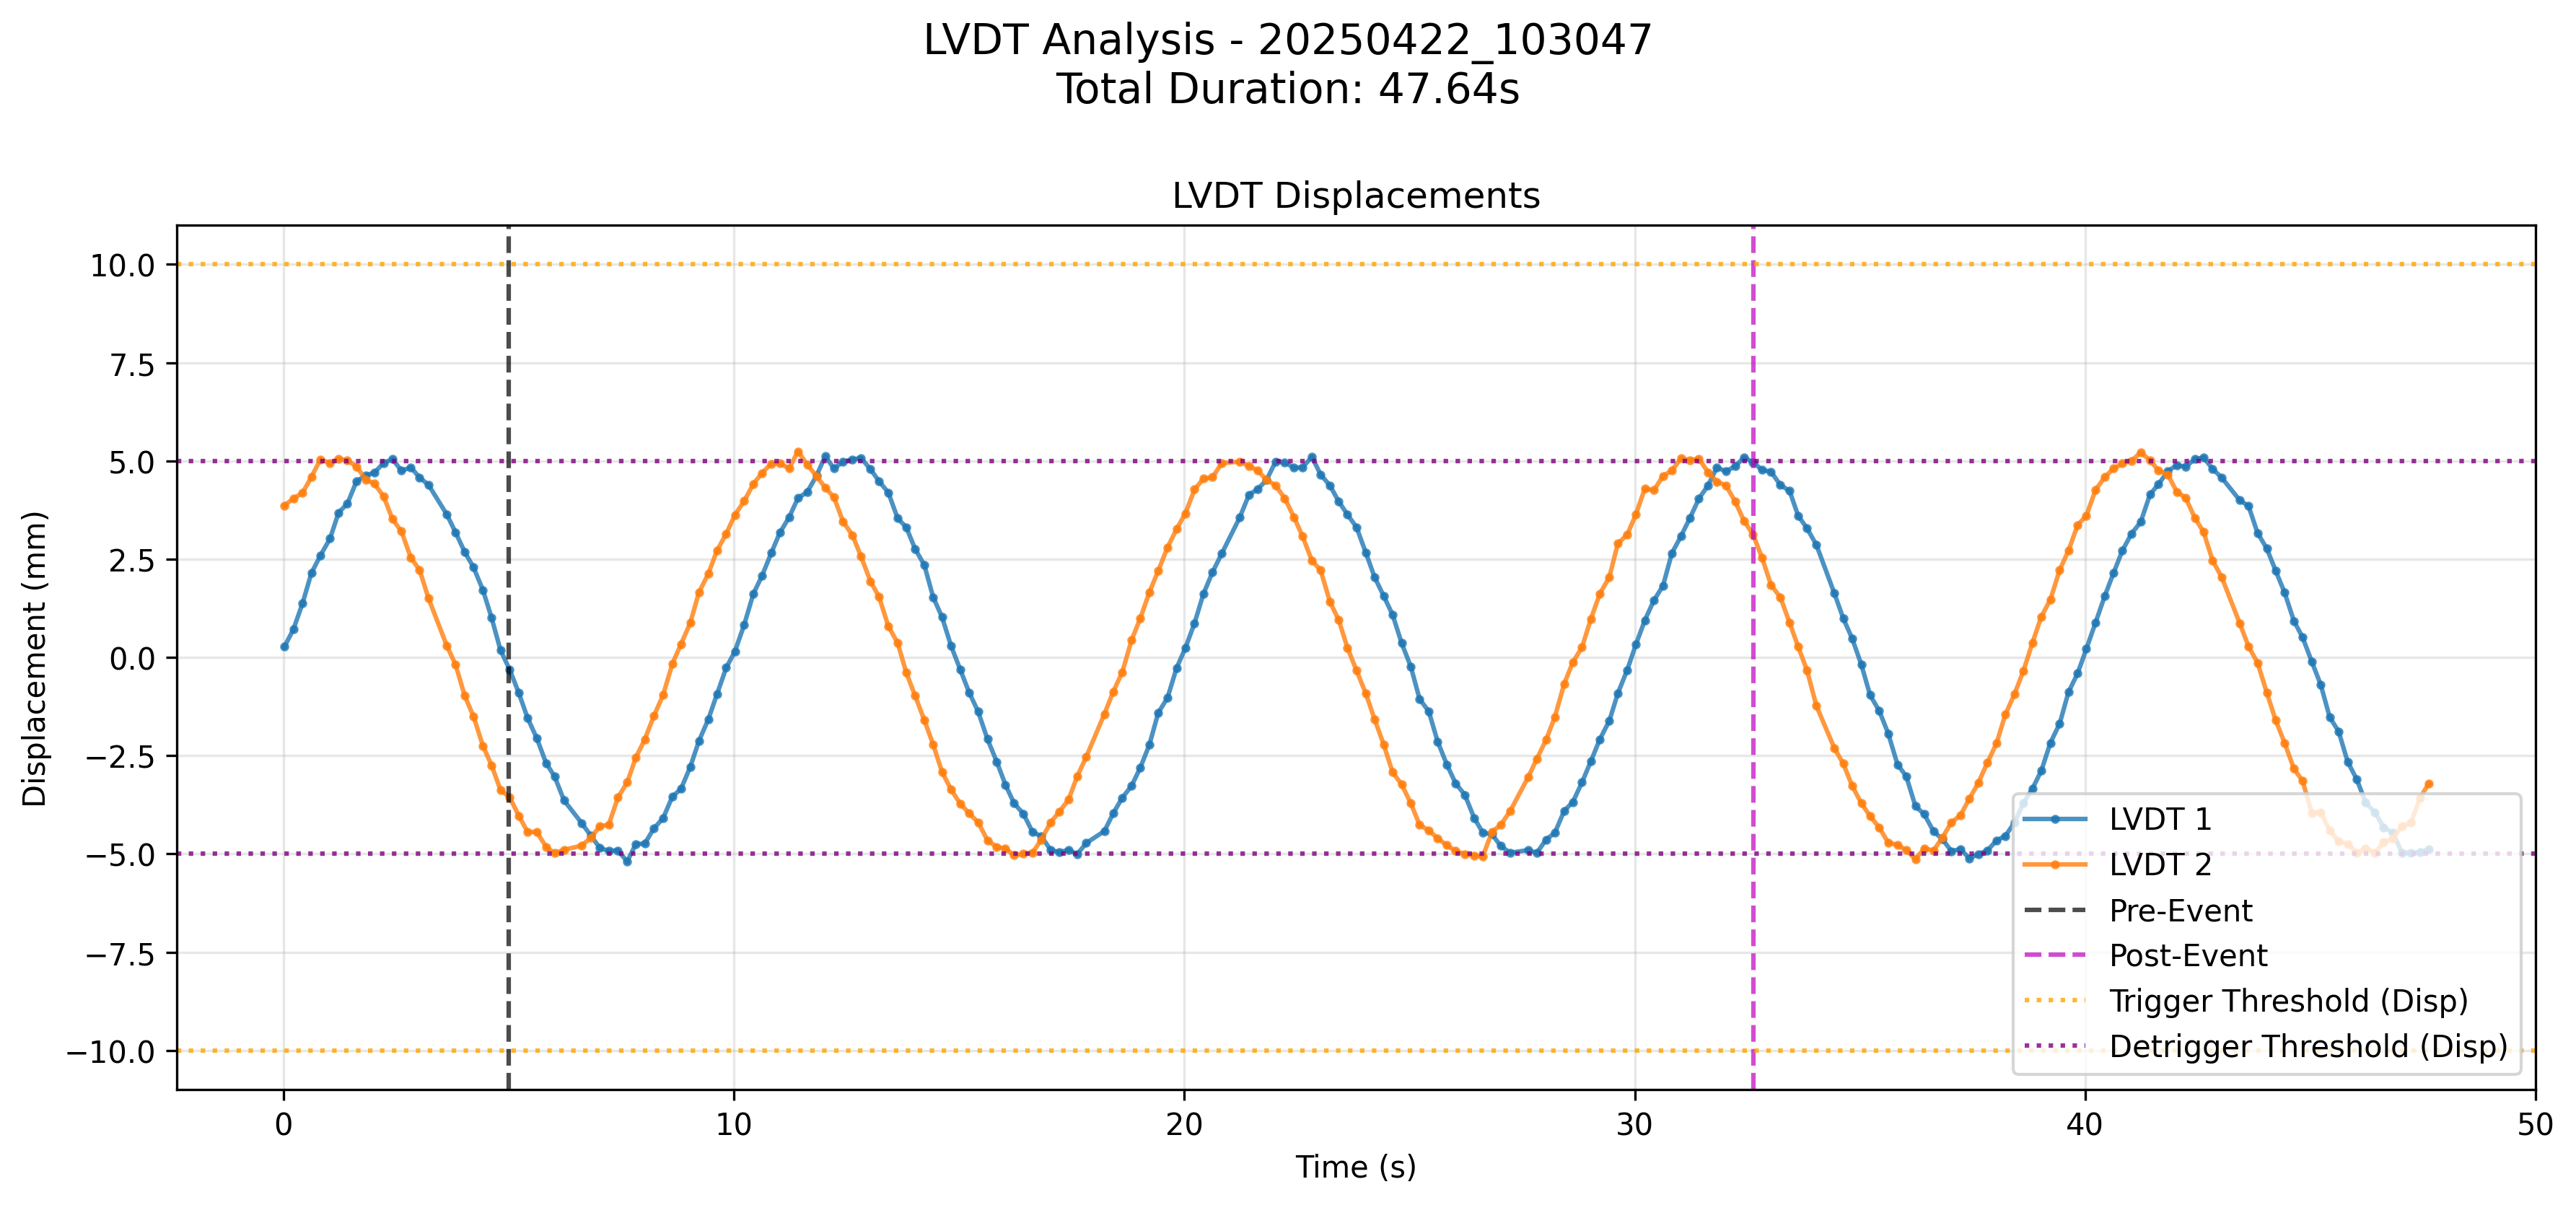 LVDT Analysis - 20250422_103047
Total Duration: 47.64s
LVDT Displacements
Displacement (mm)
10.0
7.5
5.0
2.5
0.0
−2.5
−5.0
−7.5
−10.0
LVDT 1
LVDT 2
Pre-Event
Post-Event
Trigger Threshold (Disp)
Detrigger Threshold (Disp)
0 10 20 30 40 50
Time (s)